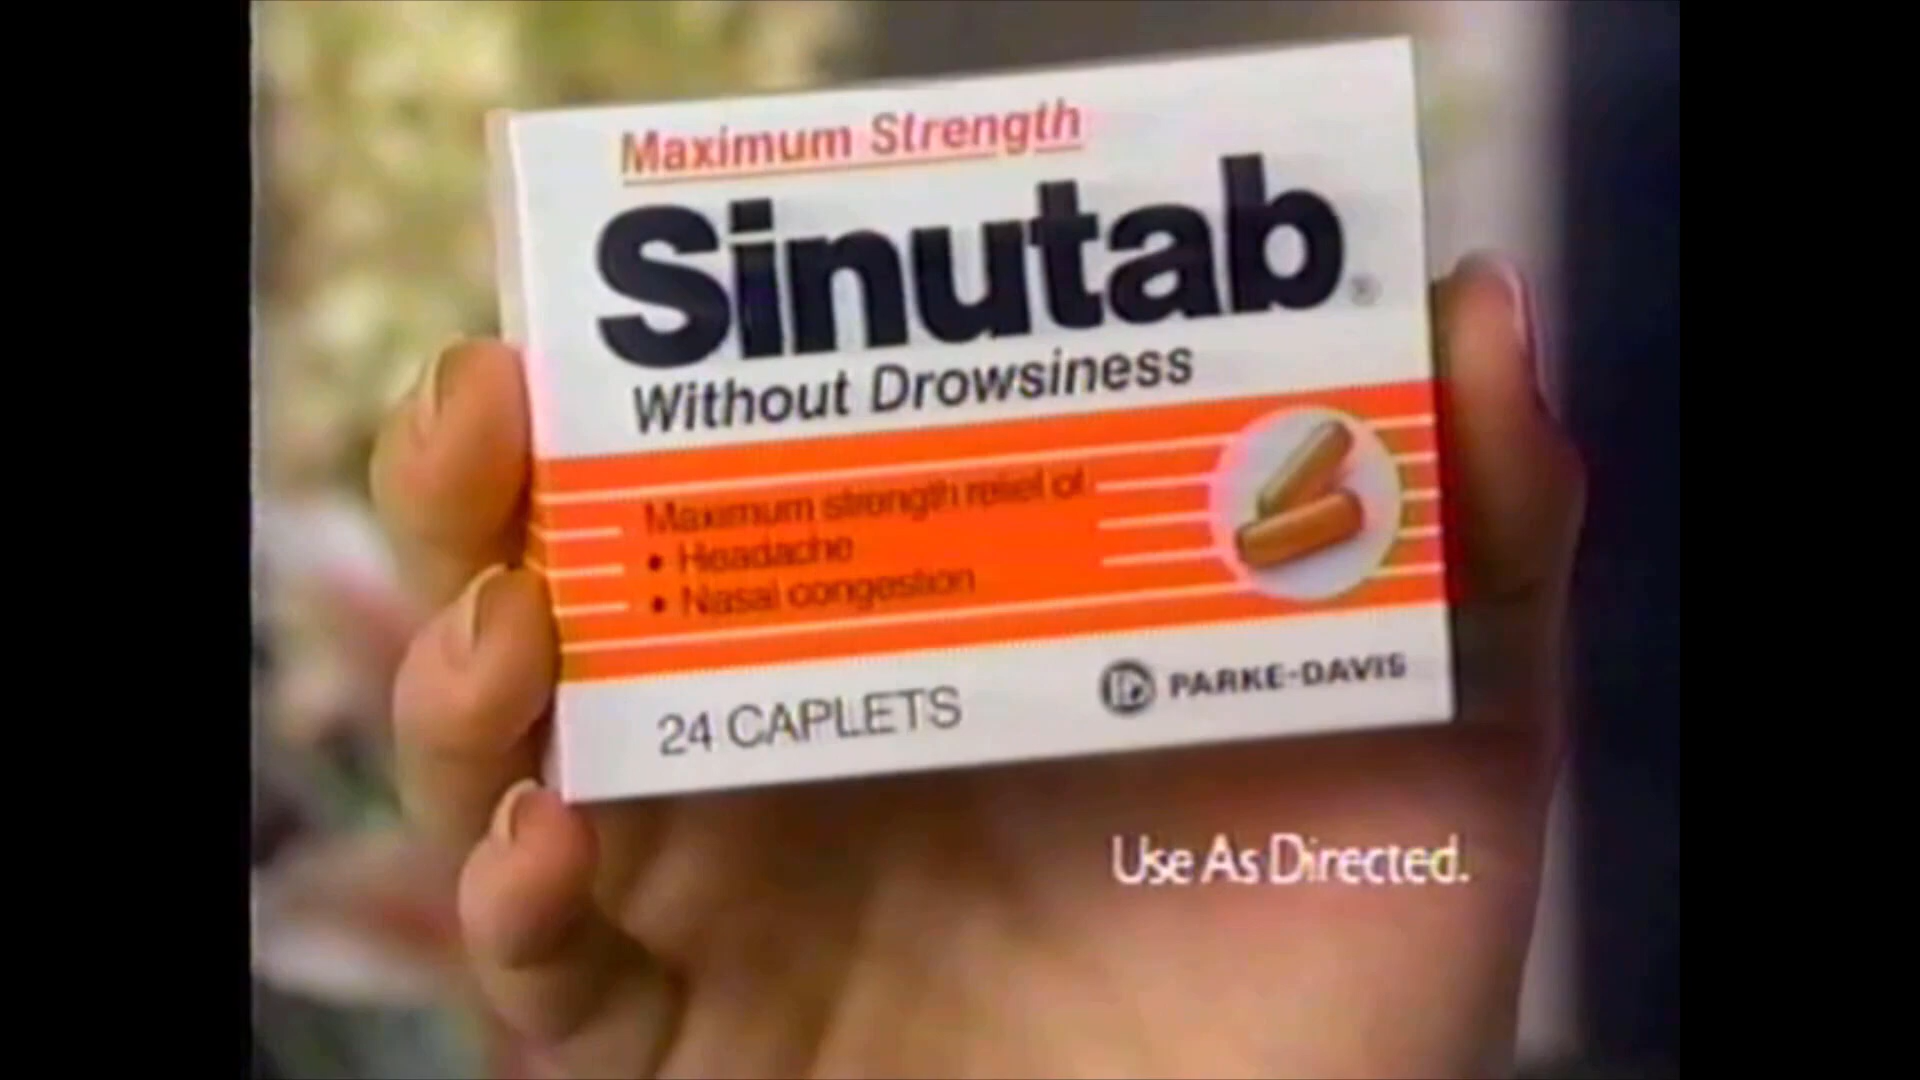 Maximum Strength
Sinutab®
Without Drowsiness
Maximum strength relief of
• Headache
• Nasal congestion
24 CAPLETS
PD PARKE-DAVIS
Use As Directed.